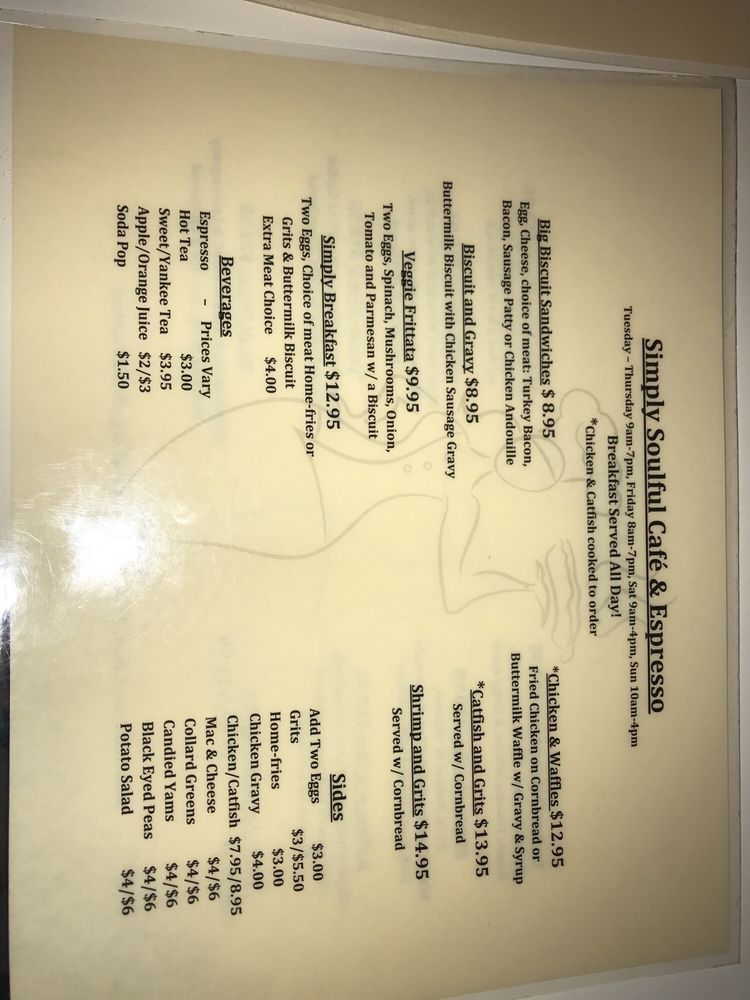 Simply Soulful Café & Espresso
Tuesday – Thursday 9am-7pm, Friday 8am-7pm, Sat 9am-4pm, Sun 10am-4pm
Breakfast Served All Day!
*Chicken & Catfish cooked to order
Big Biscuit Sandwiches $ 8.95
Egg, Cheese, choice of meat: Turkey Bacon,
Bacon, Sausage Patty or Chicken Andouille
Biscuit and Gravy $8.95
Buttermilk Biscuit with Chicken Sausage Gravy
Veggie Frittata $9.95
Two Eggs, Spinach, Mushrooms, Onion,
Tomato and Parmesan w/ a Biscuit
Simply Breakfast $12.95
Two Eggs, Choice of meat Home-fries or
Grits & Buttermilk Biscuit
Extra Meat Choice $4.00
Beverages
Espresso – Prices Vary
Hot Tea $3.00
Sweet/Yankee Tea $3.95
Apple/Orange Juice $2/$3
Soda Pop $1.50
*Chicken & Waffles $12.95
Fried Chicken on Cornbread or
Buttermilk Waffle w/ Gravy & Syrup
*Catfish and Grits $13.95
Served w/ Cornbread
Shrimp and Grits $14.95
Served w/ Cornbread
Sides
Add Two Eggs $3.00
Grits $3/$5.50
Home-fries $3.00
Chicken Gravy $4.00
Chicken/Catfish $7.95/8.95
Mac & Cheese $4/$6
Collard Greens $4/$6
Candied Yams $4/$6
Black Eyed Peas $4/$6
Potato Salad $4/$6